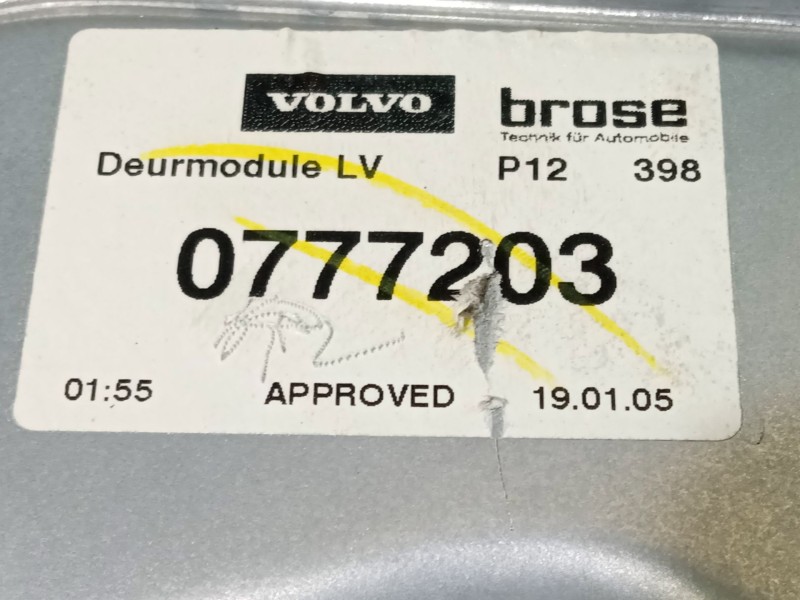 VOLVO brose
Technik für Automobile
Deurmodule LV P12 398
0777203
01:55 APPROVED 19.01.05